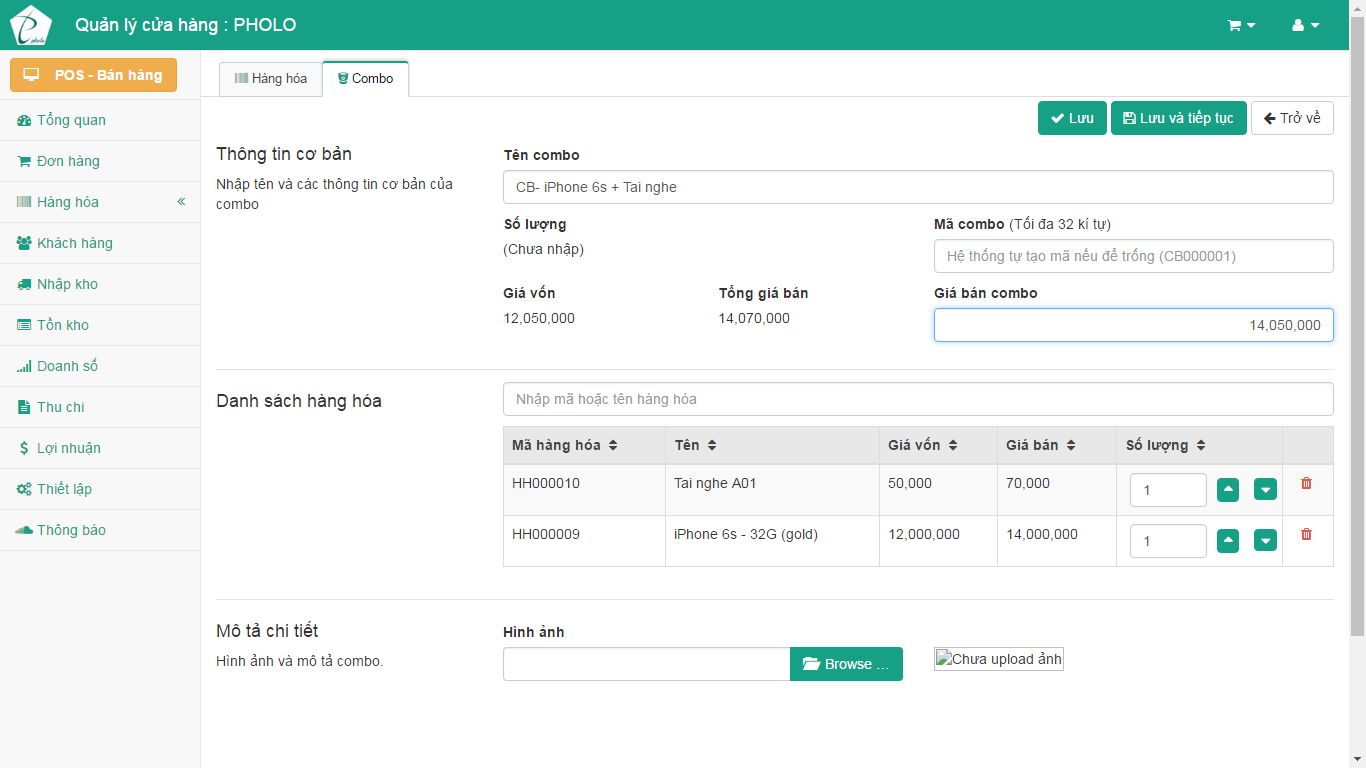 pholo
Quản lý cửa hàng : PHOLO
POS - Bán hàng
Tổng quan
Đơn hàng
Hàng hóa
Khách hàng
Nhập kho
Tồn kho
Doanh số
Thu chi
Lợi nhuận
Thiết lập
Thông báo
Hàng hóa
Combo
Lưu
Lưu và tiếp tục
Trở về
Thông tin cơ bản
Nhập tên và các thông tin cơ bản của
combo
Tên combo
CB- iPhone 6s + Tai nghe
Số lượng
(Chưa nhập)
Mã combo (Tối đa 32 kí tự)
Hệ thống tự tạo mã nếu để trống (CB000001)
Giá vốn
12,050,000
Tổng giá bán
14,070,000
Giá bán combo
14,050,000
Danh sách hàng hóa
Nhập mã hoặc tên hàng hóa
Mã hàng hóa Tên Giá vốn Giá bán Số lượng
HH000010 Tai nghe A01 50,000 70,000 1
HH000009 iPhone 6s - 32G (gold) 12,000,000 14,000,000 1
Mô tả chi tiết
Hình ảnh và mô tả combo.
Hình ảnh
Browse ...
Chưa upload ảnh